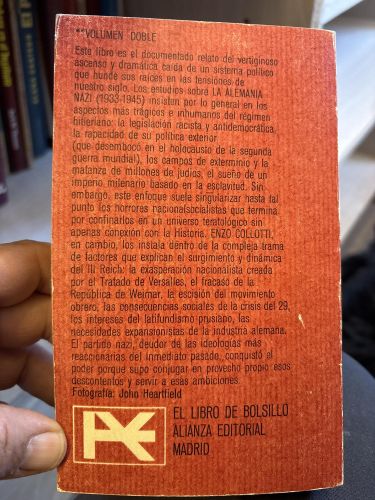 **VOLUMEN DOBLE
Este libro es el documentado relato del vertiginoso
ascenso y dramática caída de un sistema político
que hunde sus raíces en las tensiones de
nuestro siglo. Los estudios sobre LA ALEMANIA
NAZI (1933-1945) insisten por lo general en los
aspectos más trágicos e inhumanos del régimen
hitleriano: la legislación racista y antidemocrática,
la rapacidad de su política exterior
(que desembocó en el holocausto de la segunda
guerra mundial), los campos de exterminio y la
matanza de millones de judíos, el sueño de un
imperio milenario basado en la esclavitud. Sin
embargo, este enfoque suele singularizar hasta tal
punto los horrores nacionalsocialistas que termina
por confinarlos en un universo teratológico sin
apenas conexión con la Historia. ENZO COLLOTTI,
en cambio, los instala dentro de la compleja trama
de factores que explican el surgimiento y dinámica
del III Reich: la exasperación nacionalista creada
por el Tratado de Versalles, el fracaso de la
República de Weimar, la escisión del movimiento
obrero, las consecuencias sociales de la crisis del 29,
los intereses del latifundismo prusiano, las
necesidades expansionistas de la industria alemana.
El partido nazi, deudor de las ideologías más
reaccionarias del inmediato pasado, conquistó el
poder porque supo conjugar en provecho propio esos
descontentos y servir a esas ambiciones.
Fotografía: John Heartfield
EL LIBRO DE BOLSILLO
ALIANZA EDITORIAL
MADRID